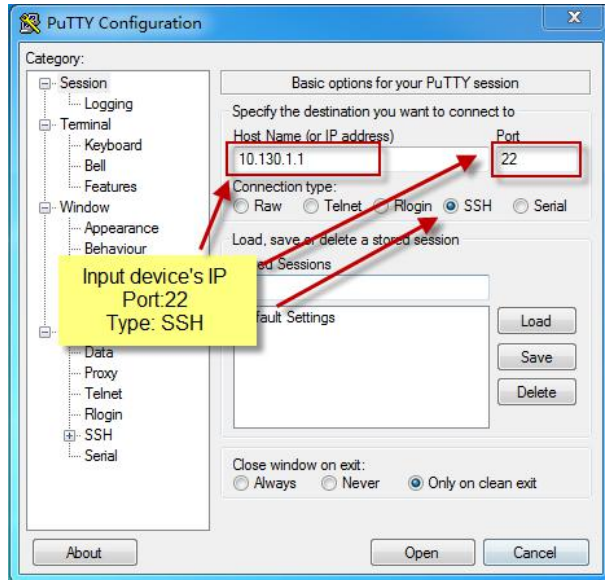 PuTTY Configuration
X
Category:
Session
Logging
Terminal
Keyboard
Bell
Features
Window
Appearance
Behaviour
Data
Proxy
Telnet
Rlogin
SSH
Serial
Basic options for your PuTTY session
Specify the destination you want to connect to
Host Name (or IP address) Port
10.130.1.1 22
Connection type:
Raw Telnet Rlogin SSH Serial
Load, save or delete a stored session
Sessions
Settings
Load
Save
Delete
Input device's IP
Port:22
Type: SSH
Close window on exit:
Always Never Only on clean exit
About Open Cancel